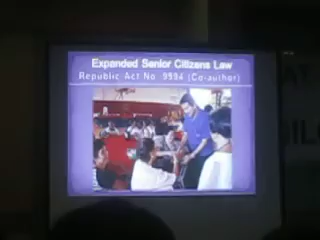 Expanded Senior Citizens Law
Republic Act No. 9994 (Co-author)